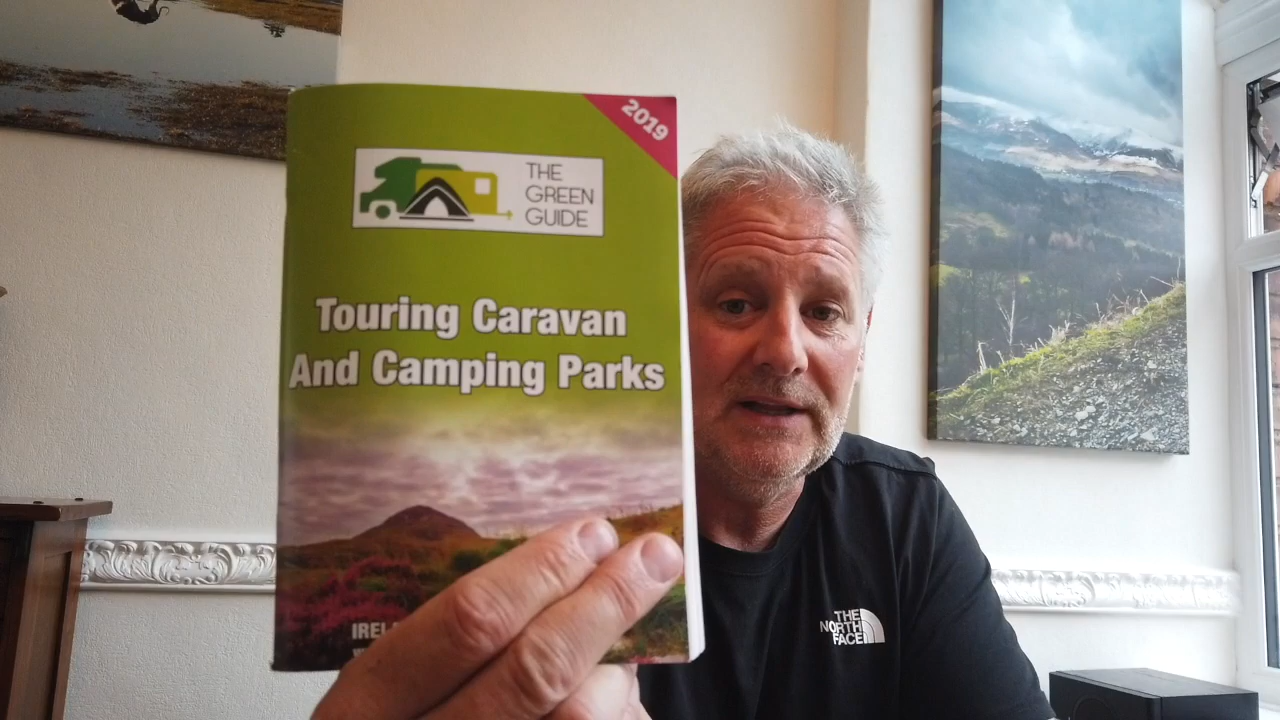 2019
THE
GREEN
GUIDE
Touring Caravan
And Camping Parks
THE
NORTH
FACE